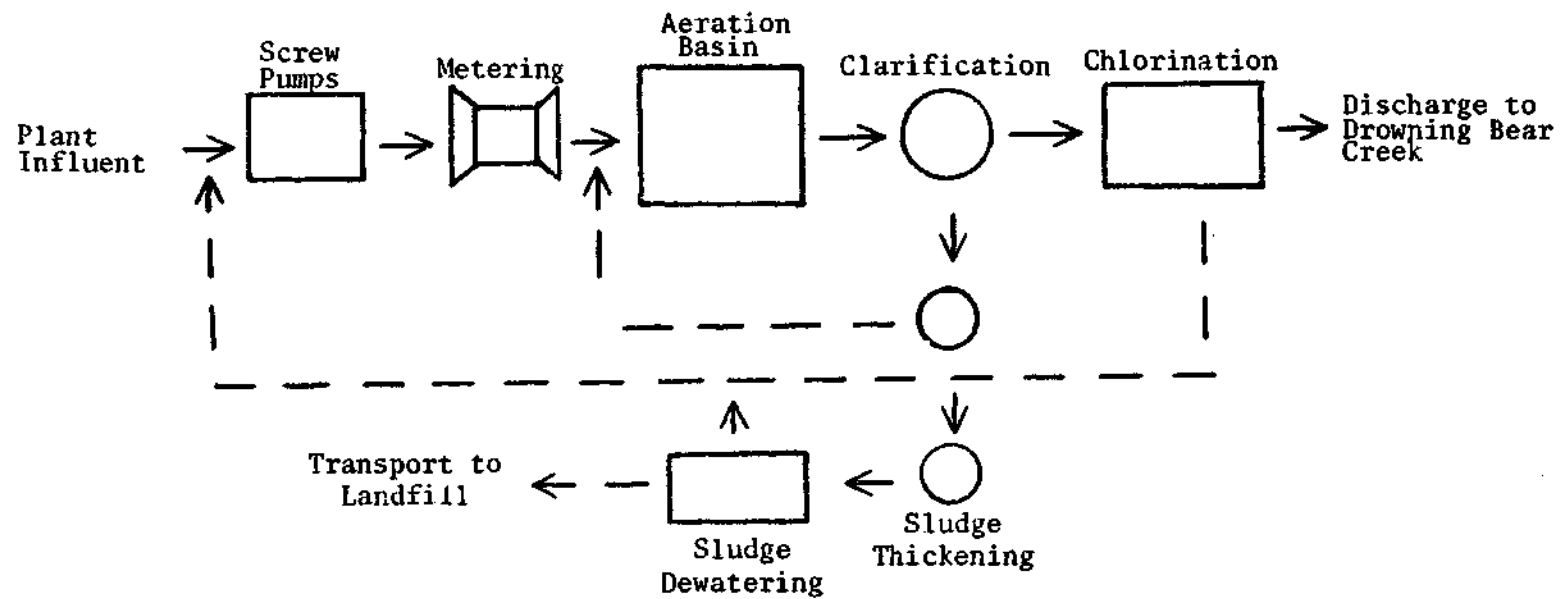 Plant
Influent
Screw
Pumps
Metering
Aeration
Basin
Clarification
Chlorination
Discharge to
Drowning Bear
Creek
Transport to
Landfill
Sludge
Dewatering
Sludge
Thickening